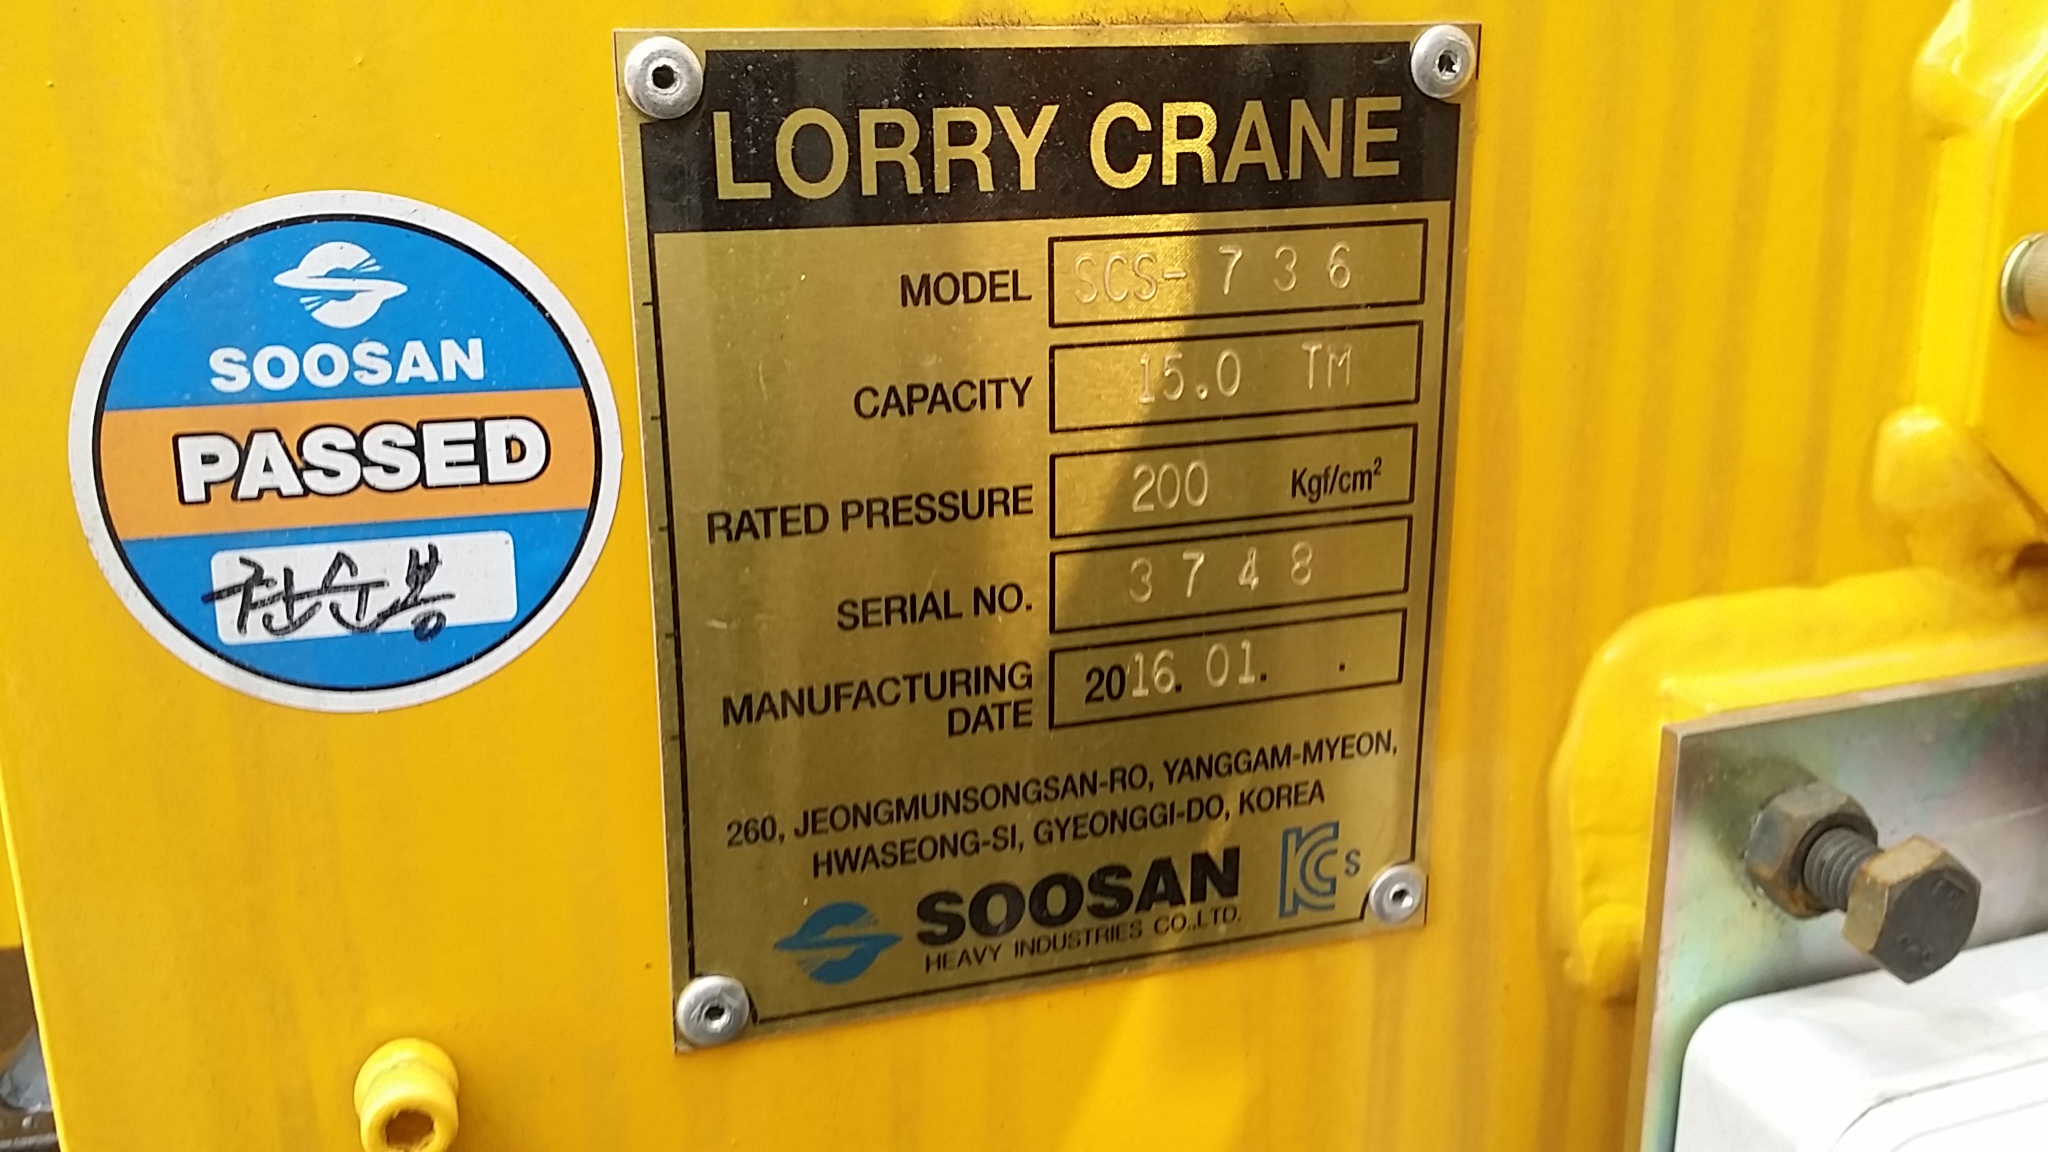 SOOSAN
PASSED
LORRY CRANE
MODEL SCS-736
CAPACITY 15.0 TM
RATED PRESSURE 200 Kgf/cm²
SERIAL NO. 3748
MANUFACTURING
DATE 2016. 01. .
260, JEONGMUNSONGSAN-RO, YANGGAM-MYEON,
HWASEONG-SI, GYEONGGI-DO, KOREA
SOOSAN
HEAVY INDUSTRIES CO.,LTD.
KC s